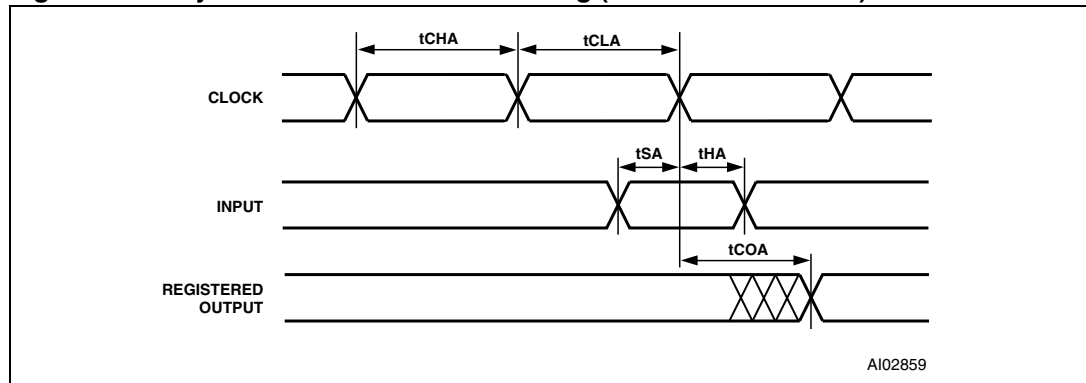 tCHA tCLA
CLOCK
tSA tHA
INPUT
tCOA
REGISTERED
OUTPUT
AI02859